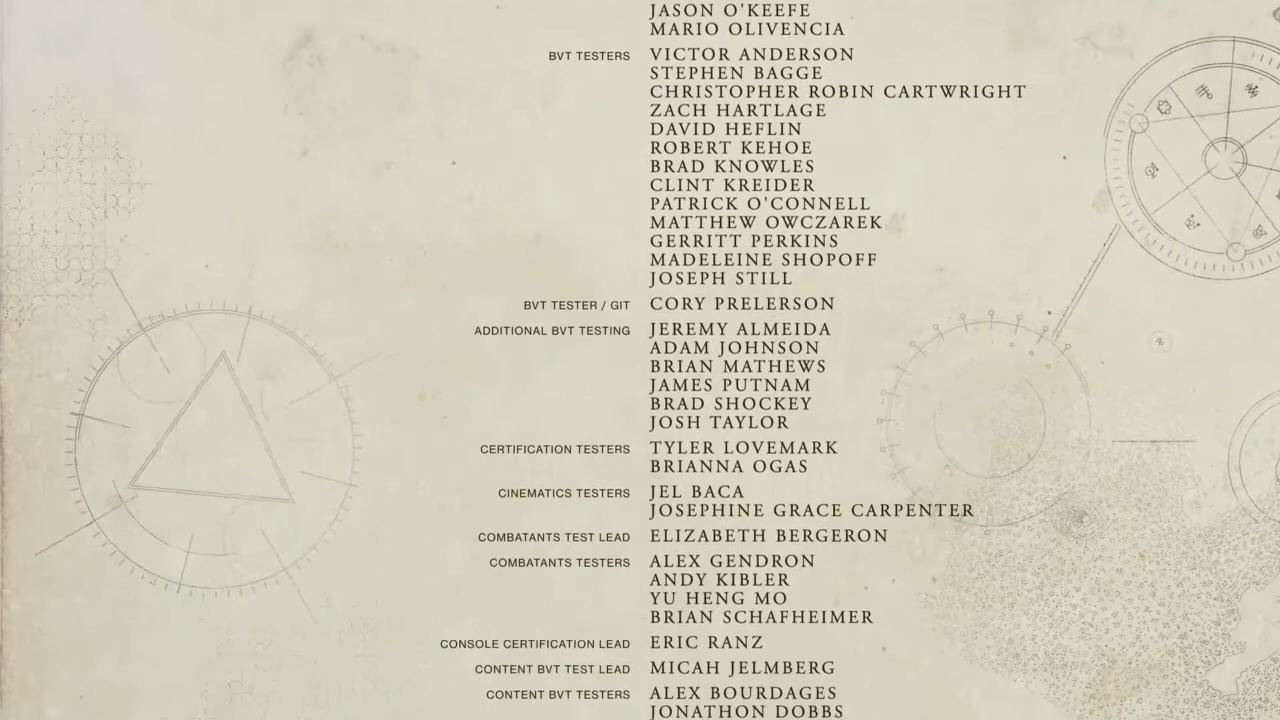 JASON O'KEEFE
MARIO OLIVENCIA
BVT TESTERS VICTOR ANDERSON
STEPHEN BAGGE
CHRISTOPHER ROBIN CARTWRIGHT
ZACH HARTLAGE
DAVID HEFLIN
ROBERT KEHOE
BRAD KNOWLES
CLINT KREIDER
PATRICK O'CONNELL
MATTHEW OWCZAREK
GERRITT PERKINS
MADELEINE SHOPOFF
JOSEPH STILL
BVT TESTER / GIT CORY PRELERSON
ADDITIONAL BVT TESTING JEREMY ALMEIDA
ADAM JOHNSON
BRIAN MATHEWS
JAMES PUTNAM
BRAD SHOCKEY
JOSH TAYLOR
CERTIFICATION TESTERS TYLER LOVEMARK
BRIANNA OGAS
CINEMATICS TESTERS JEL BACA
JOSEPHINE GRACE CARPENTER
COMBATANTS TEST LEAD ELIZABETH BERGERON
COMBATANTS TESTERS ALEX GENDRON
ANDY KIBLER
YU HENG MO
BRIAN SCHAFHEIMER
CONSOLE CERTIFICATION LEAD ERIC RANZ
CONTENT BVT TEST LEAD MICAH JELMBERG
CONTENT BVT TESTERS ALEX BOURDAGES
JONATHON DOBBS